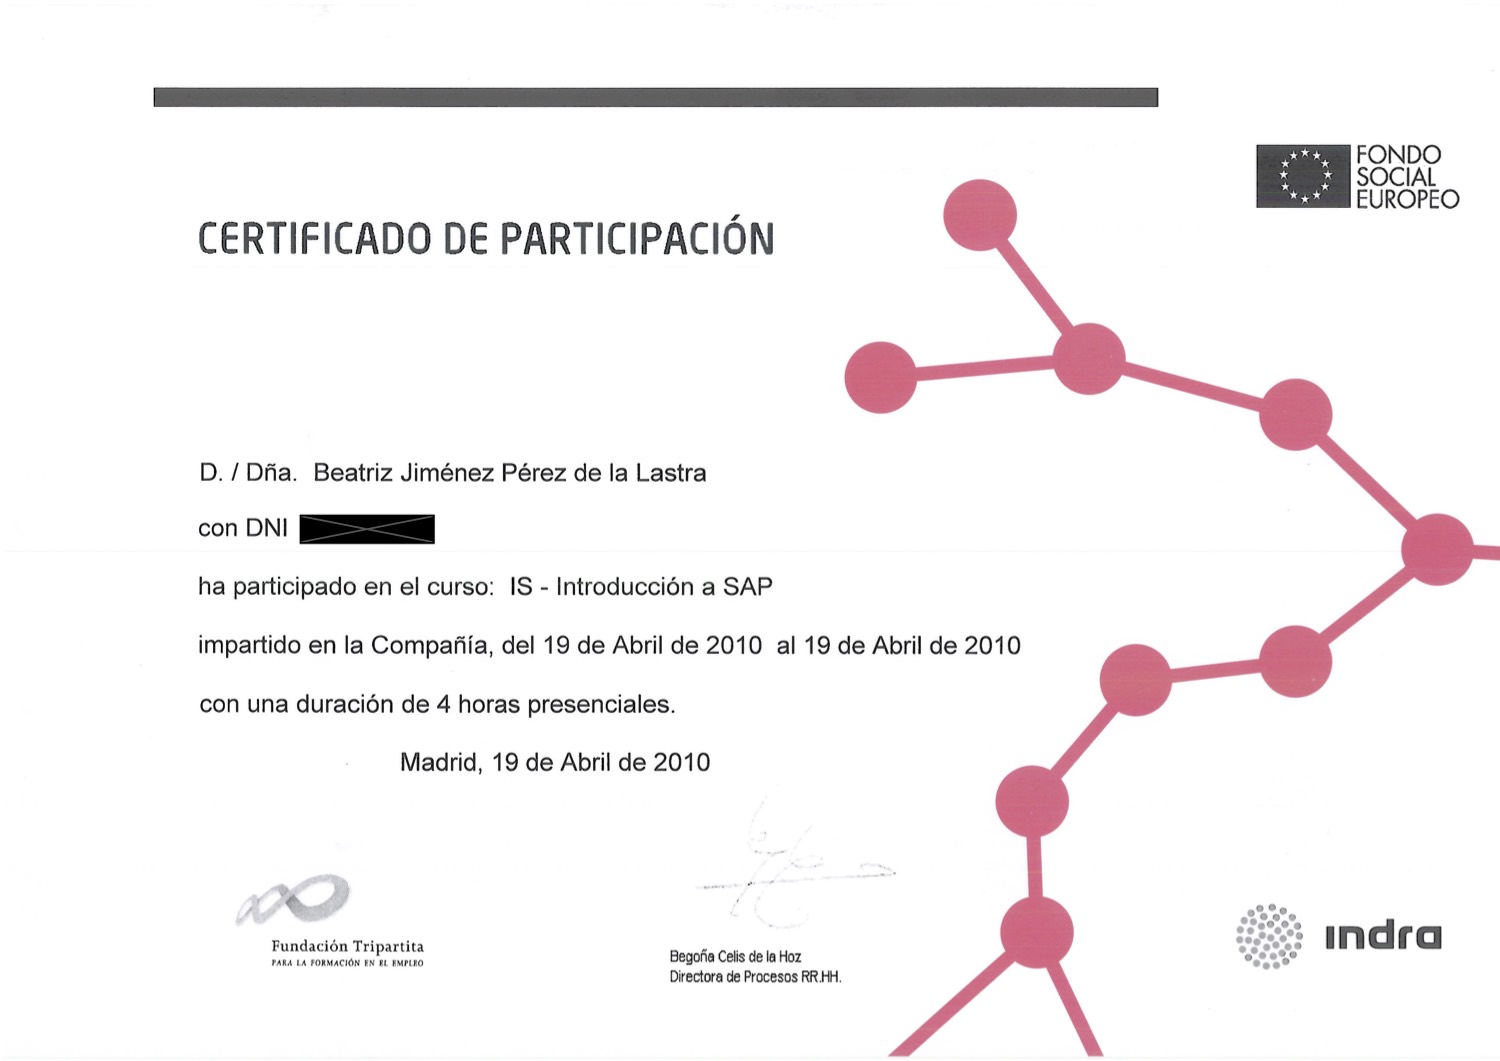 FONDO
SOCIAL
EUROPEO
CERTIFICADO DE PARTICIPACIÓN
D. / Dña. Beatriz Jiménez Pérez de la Lastra
con DNI
ha participado en el curso: IS - Introducción a SAP
impartido en la Compañía, del 19 de Abril de 2010 al 19 de Abril de 2010
con una duración de 4 horas presenciales.
Madrid, 19 de Abril de 2010
Fundación Tripartita
PARA LA FORMACIÓN EN EL EMPLEO
Begoña Celis de la Hoz
Directora de Procesos RR.HH.
indra